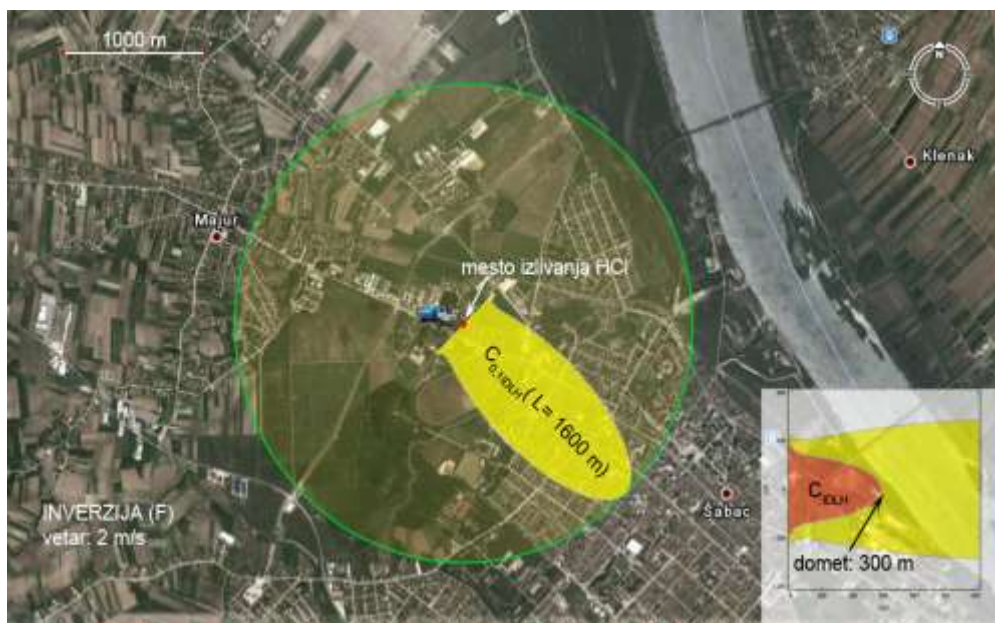 1000 m
N
Klenak
Majur
mesto izlivanja HCl
C0,1IDLH( L= 1600 m)
Šabac
INVERZIJA (F)
vetar: 2 m/s
CIDLH
domet: 300 m